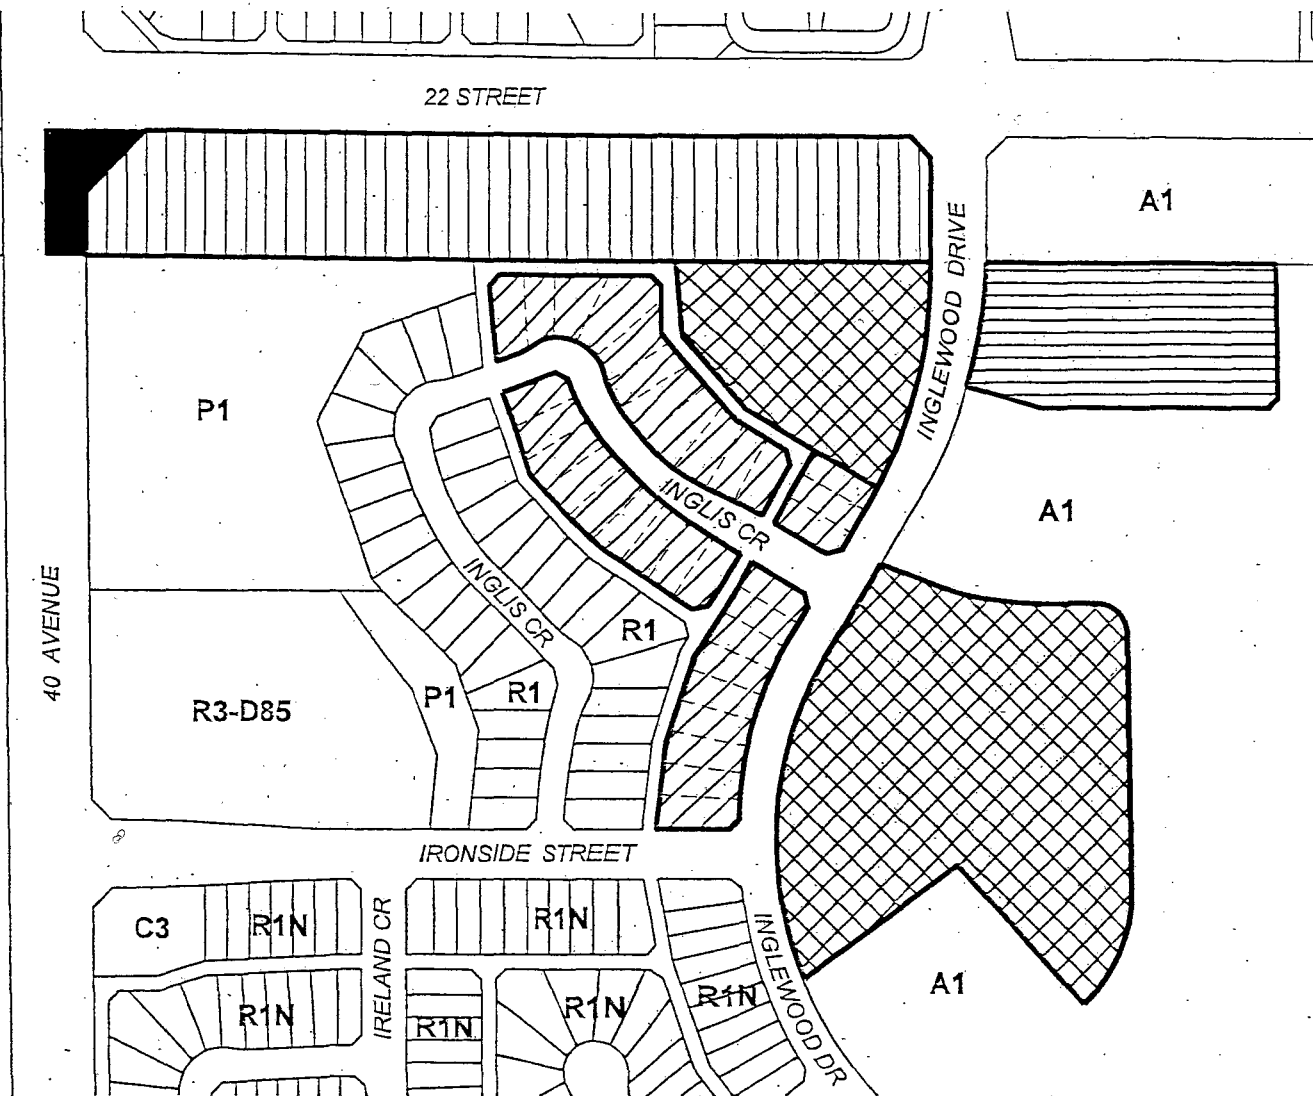 22 STREET
A1
INGLEWOOD DRIVE
P1
A1
INGLIS CR
INGLIS CR
40 AVENUE
R1
P1
R1
R3-D85
IRONSIDE STREET
C3
R1N
IRELAND CR
R1N
INGLEWOOD DR
R1N
R1N
R1N
R1N
A1